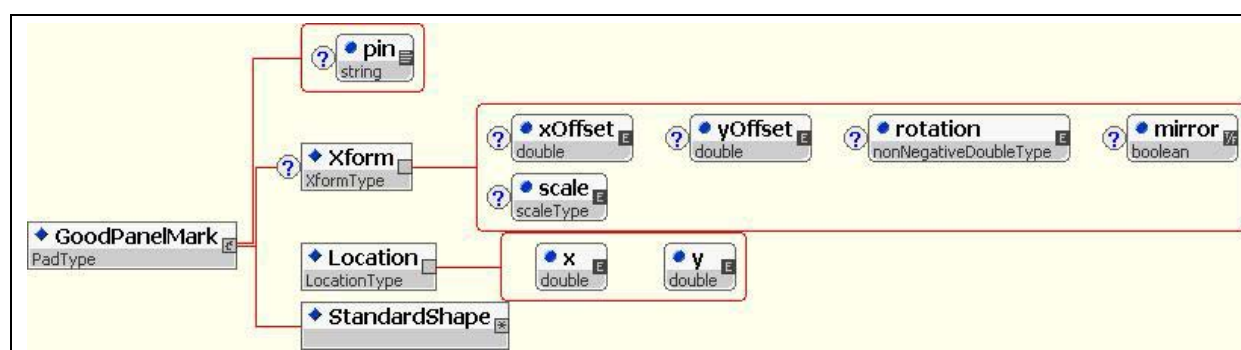 ? pin
string
? xOffset E ? yOffset E ? rotation E ? mirror T/F
double double nonNegativeDoubleType boolean
? Xform
XformType
? scale E
scaleType
GoodPanelMark
PadType
Location x E y E
LocationType double double
StandardShape